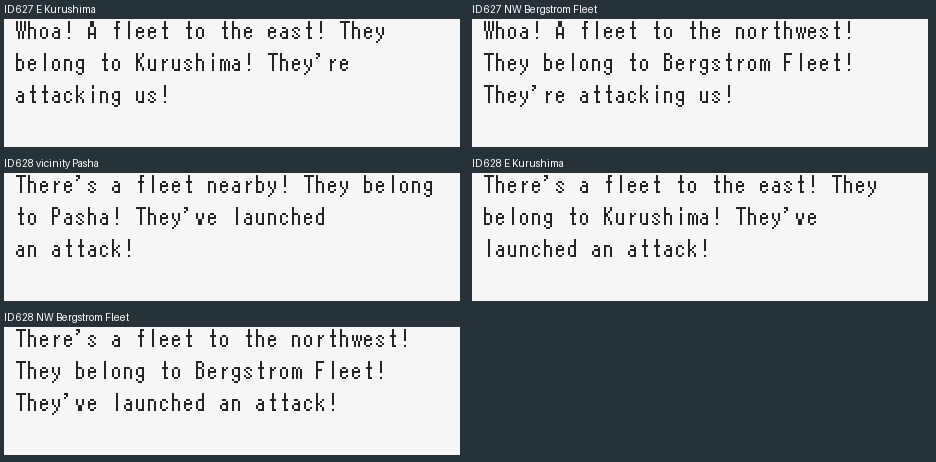 ID627 E Kurushima
Whoa! A fleet to the east! They
belong to Kurushima! They're
attacking us!
ID627 NW Bergstrom Fleet
Whoa! A fleet to the northwest!
They belong to Bergstrom Fleet!
They're attacking us!
ID628 vicinity Pasha
There's a fleet nearby! They belong
to Pasha! They've launched
an attack!
ID628 E Kurushima
There's a fleet to the east! They
belong to Kurushima! They've
launched an attack!
ID628 NW Bergstrom Fleet
There's a fleet to the northwest!
They belong to Bergstrom Fleet!
They've launched an attack!